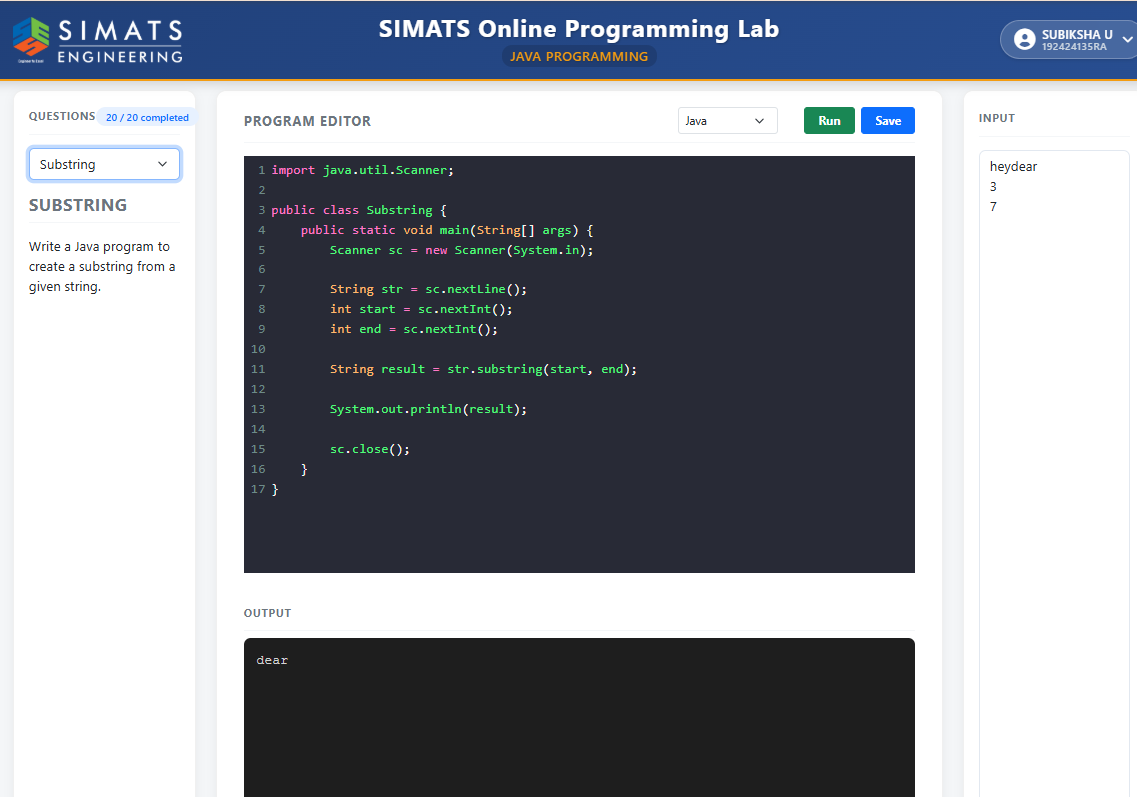 SIMATS
ENGINEERING
Engineer to Excel
SIMATS Online Programming Lab
JAVA PROGRAMMING
SUBIKSHA U
192424135RA
QUESTIONS
20 / 20 completed
Substring
SUBSTRING
Write a Java program to
create a substring from a
given string.
PROGRAM EDITOR
Java
Run
Save
1 import java.util.Scanner;
2
3 public class Substring {
4     public static void main(String[] args) {
5         Scanner sc = new Scanner(System.in);
6
7         String str = sc.nextLine();
8         int start = sc.nextInt();
9         int end = sc.nextInt();
10
11         String result = str.substring(start, end);
12
13         System.out.println(result);
14
15         sc.close();
16     }
17 }
OUTPUT
dear
INPUT
heydear
3
7